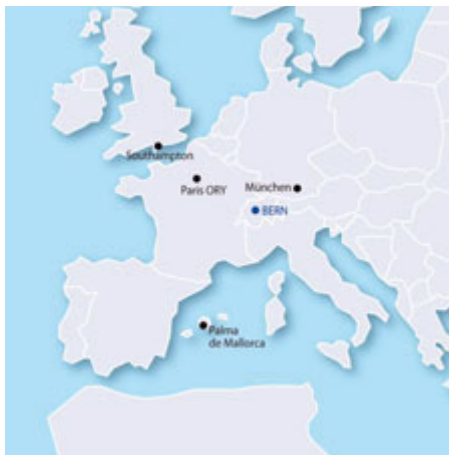 Southampton
Paris ORY
München
BERN
Palma
de Mallorca